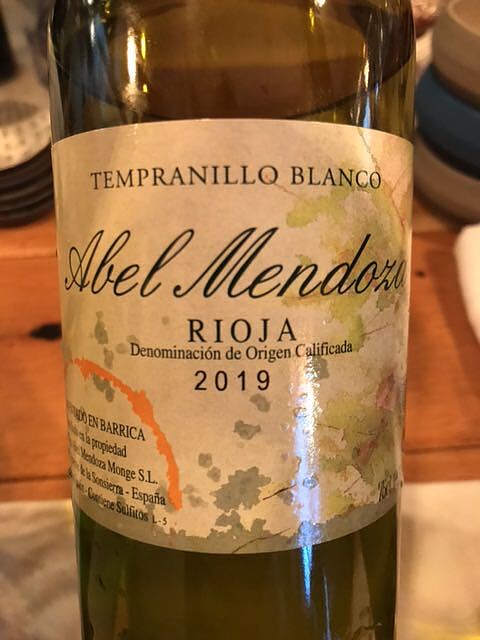 TEMPRANILLO BLANCO
Abel Mendoza
RIOJA
Denominación de Origen Calificada
2019
EN BARRICA
en la propiedad
Mendoza Monge S.L.
de la Sonsierra - España
Contiene Sulfitos L-5